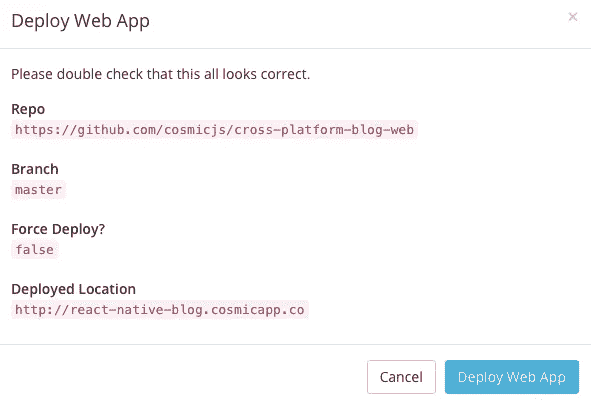 Deploy Web App
×
Please double check that this all looks correct.
Repo
https://github.com/cosmicjs/cross-platform-blog-web
Branch
master
Force Deploy?
false
Deployed Location
http://react-native-blog.cosmicapp.co
Cancel Deploy Web App